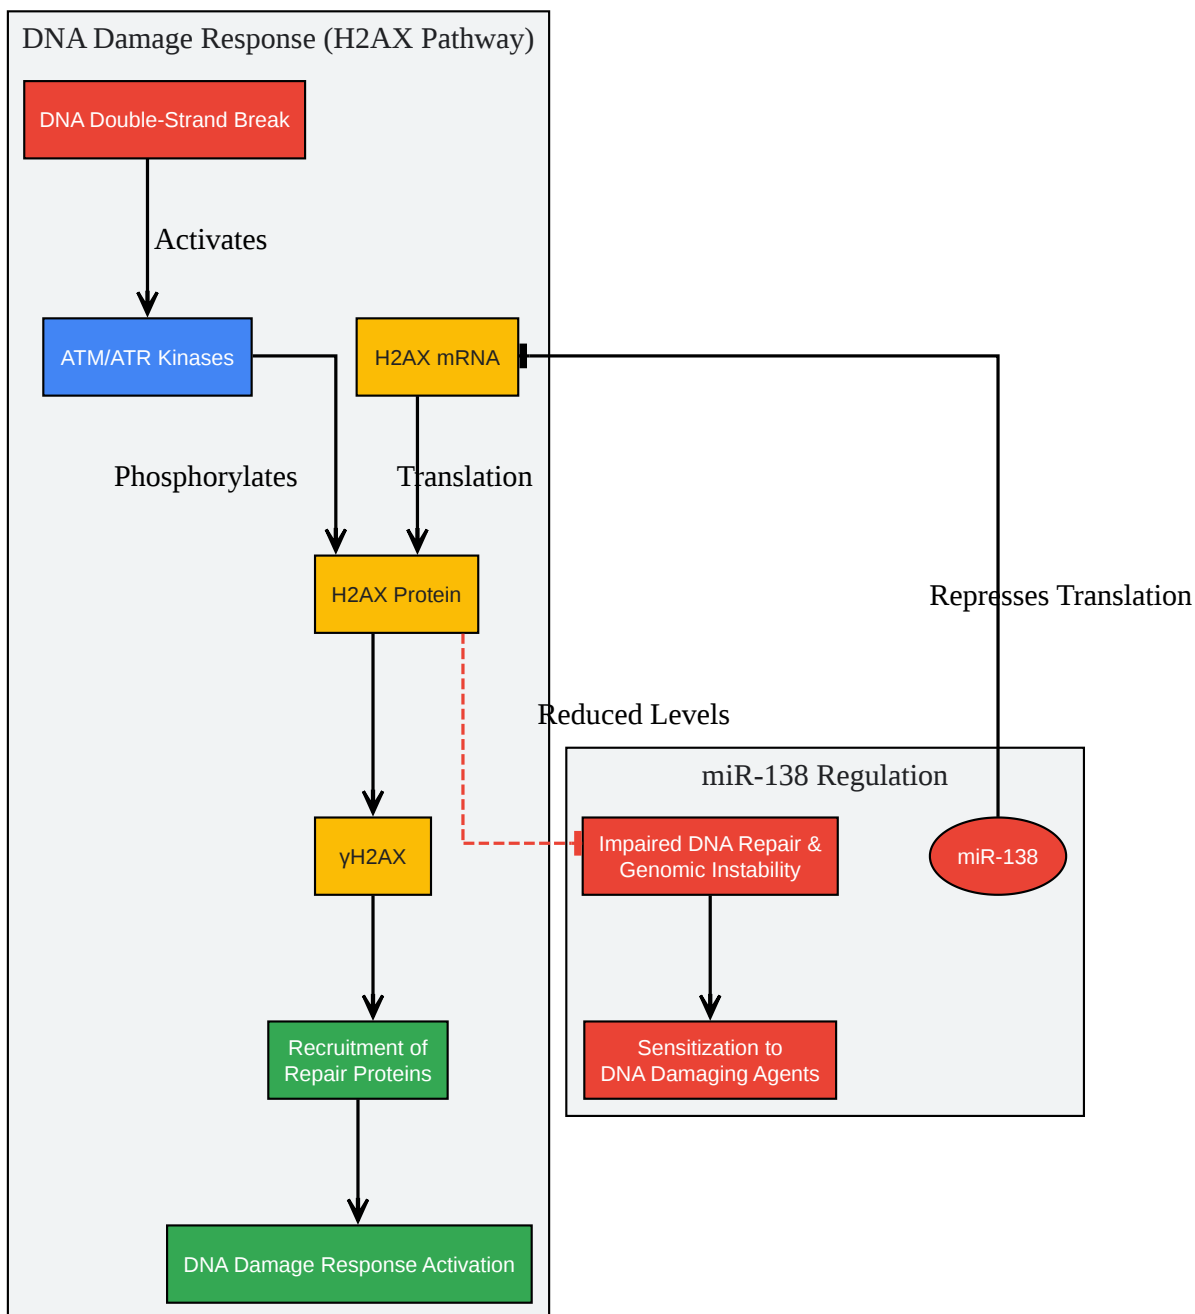 DNA Damage Response (H2AX Pathway)
DNA Double-Strand Break
Activates
ATM/ATR Kinases
H2AX mRNA
Phosphorylates
Translation
H2AX Protein
Represses Translation
Reduced Levels
miR-138 Regulation
γH2AX
Impaired DNA Repair &
Genomic Instability
miR-138
Recruitment of
Repair Proteins
Sensitization to
DNA Damaging Agents
DNA Damage Response Activation